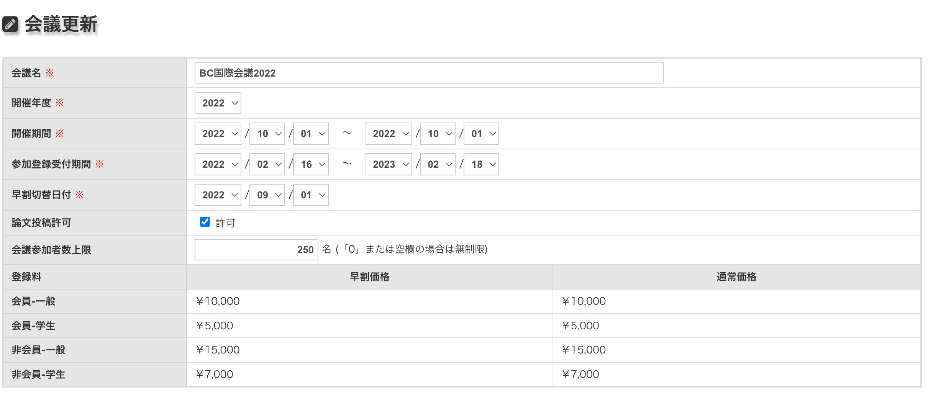 会議更新
会議名 ※ BC国際会議2022
開催年度 ※ 2022
開催期間 ※ 2022 / 10 / 01 ～ 2022 / 10 / 01
参加登録受付期間 ※ 2022 / 02 / 16 ～ 2023 / 02 / 18
早割切替日付 ※ 2022 / 09 / 01
論文投稿許可 許可
会議参加者数上限 250 名 (「0」または空欄の場合は無制限)
登録料 早割価格 通常価格
会員-一般 ￥10,000 ￥10,000
会員-学生 ￥5,000 ￥5,000
非会員-一般 ￥15,000 ￥15,000
非会員-学生 ￥7,000 ￥7,000